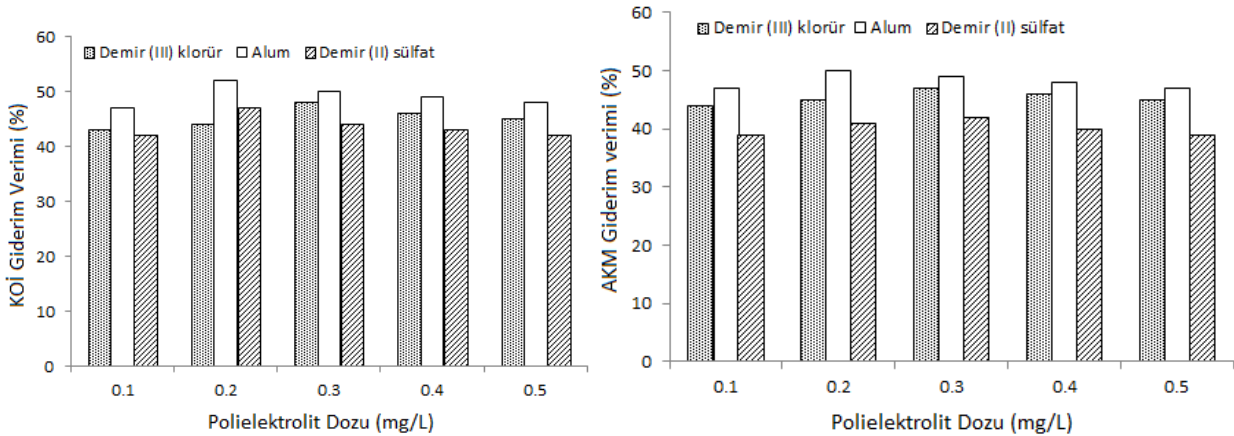 Demir (III) klorür Alum Demir (II) sülfat
KOİ Giderim Verimi (%)
60
50
40
30
20
10
0
0.1 0.2 0.3 0.4 0.5
Polielektrolit Dozu (mg/L)
Demir (III) klorür Alum Demir (II) sülfat
AKM Giderim verimi (%)
60
50
40
30
20
10
0
0.1 0.2 0.3 0.4 0.5
Polielektrolit Dozu (mg/L)